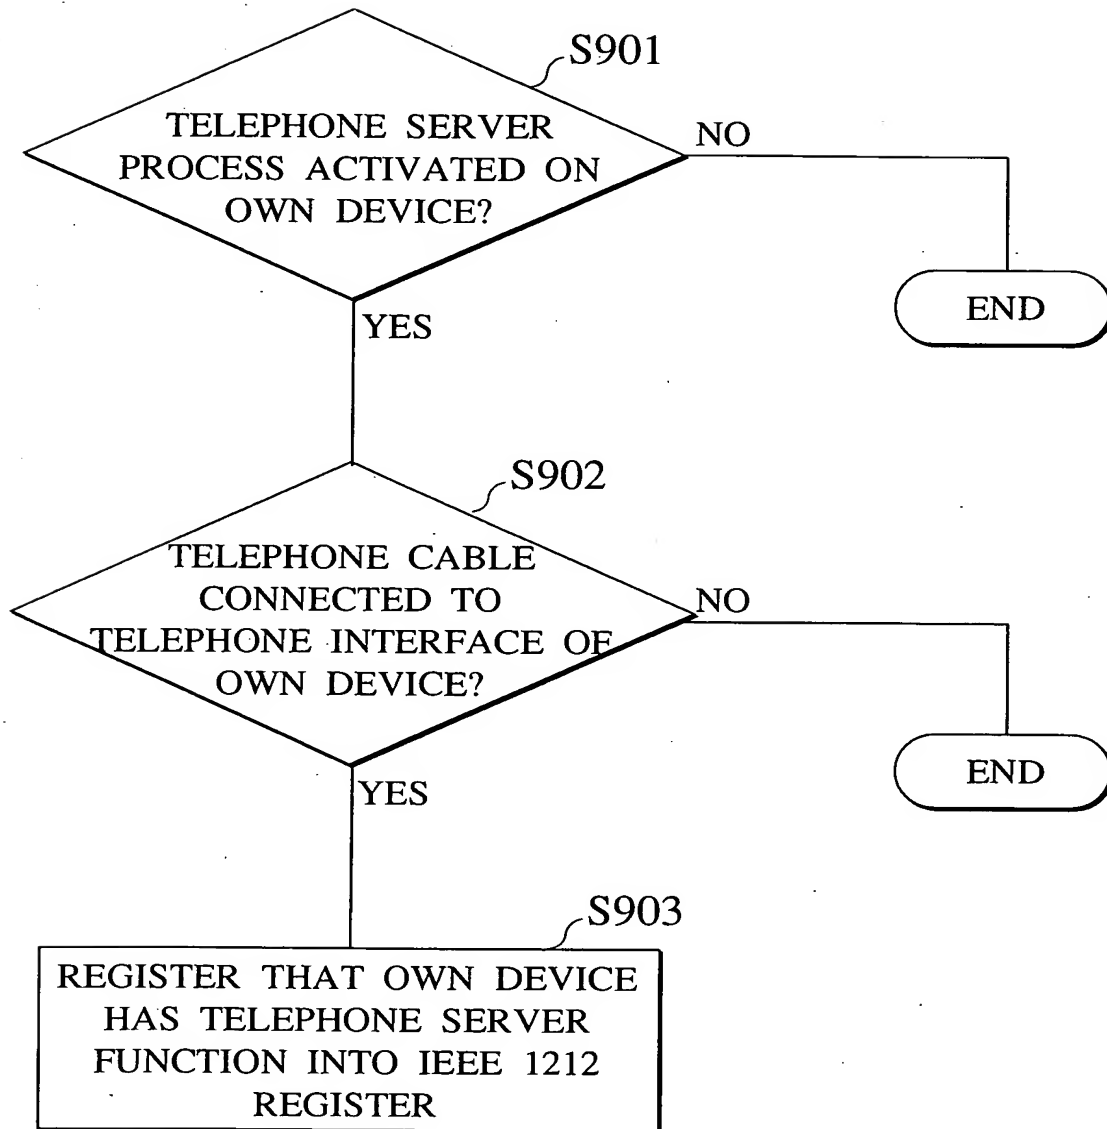 S901
TELEPHONE SERVER
PROCESS ACTIVATED ON
OWN DEVICE?
NO
END
YES
S902
TELEPHONE CABLE
CONNECTED TO
TELEPHONE INTERFACE OF
OWN DEVICE?
NO
END
YES
S903
REGISTER THAT OWN DEVICE
HAS TELEPHONE SERVER
FUNCTION INTO IEEE 1212
REGISTER